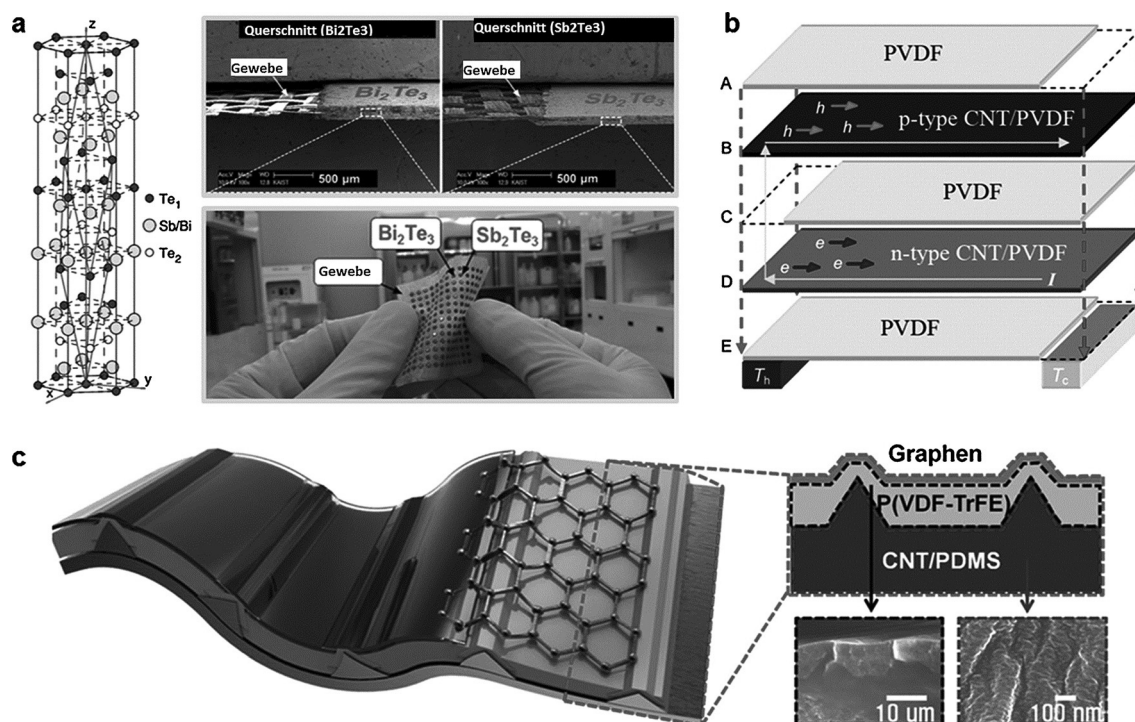 a
z
Te₁
Sb/Bi
Te₂
x
y
Querschnitt (Bi2Te3)
Gewebe
Bi₂Te₃
500 µm
Querschnitt (Sb2Te3)
Gewebe
Sb₂Te₃
500 µm
Bi₂Te₃
Sb₂Te₃
Gewebe
b
PVDF
A
h
h h
p-type CNT/PVDF
B
PVDF
C
e
e e
n-type CNT/PVDF
I
D
PVDF
E
Tₕ
T_c
c
Graphen
P(VDF-TrFE)
CNT/PDMS
10 µm
100 nm